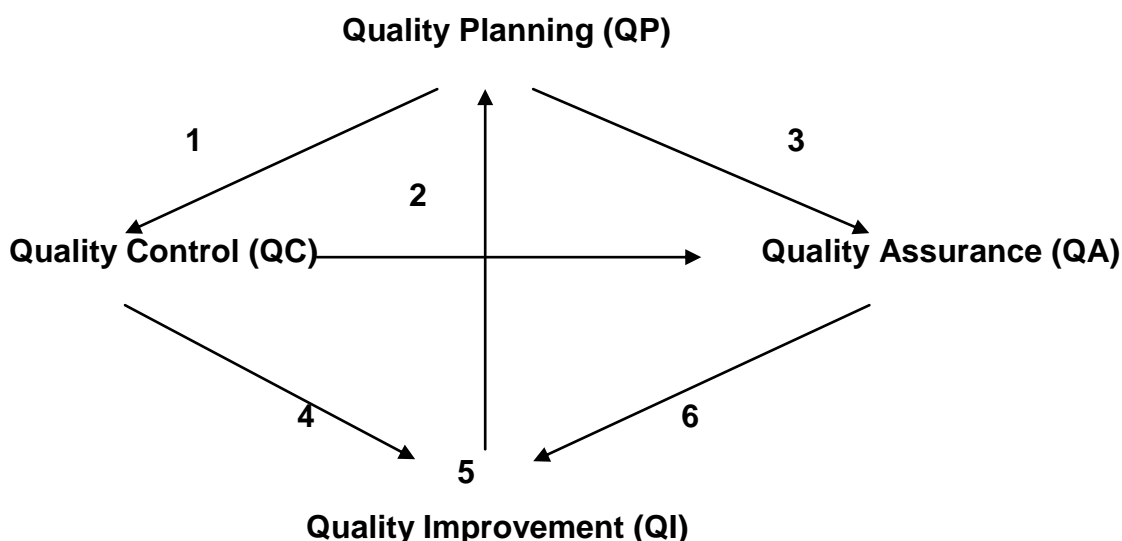 Quality Planning (QP)
1
3
2
Quality Control (QC)
Quality Assurance (QA)
4
6
5
Quality Improvement (QI)